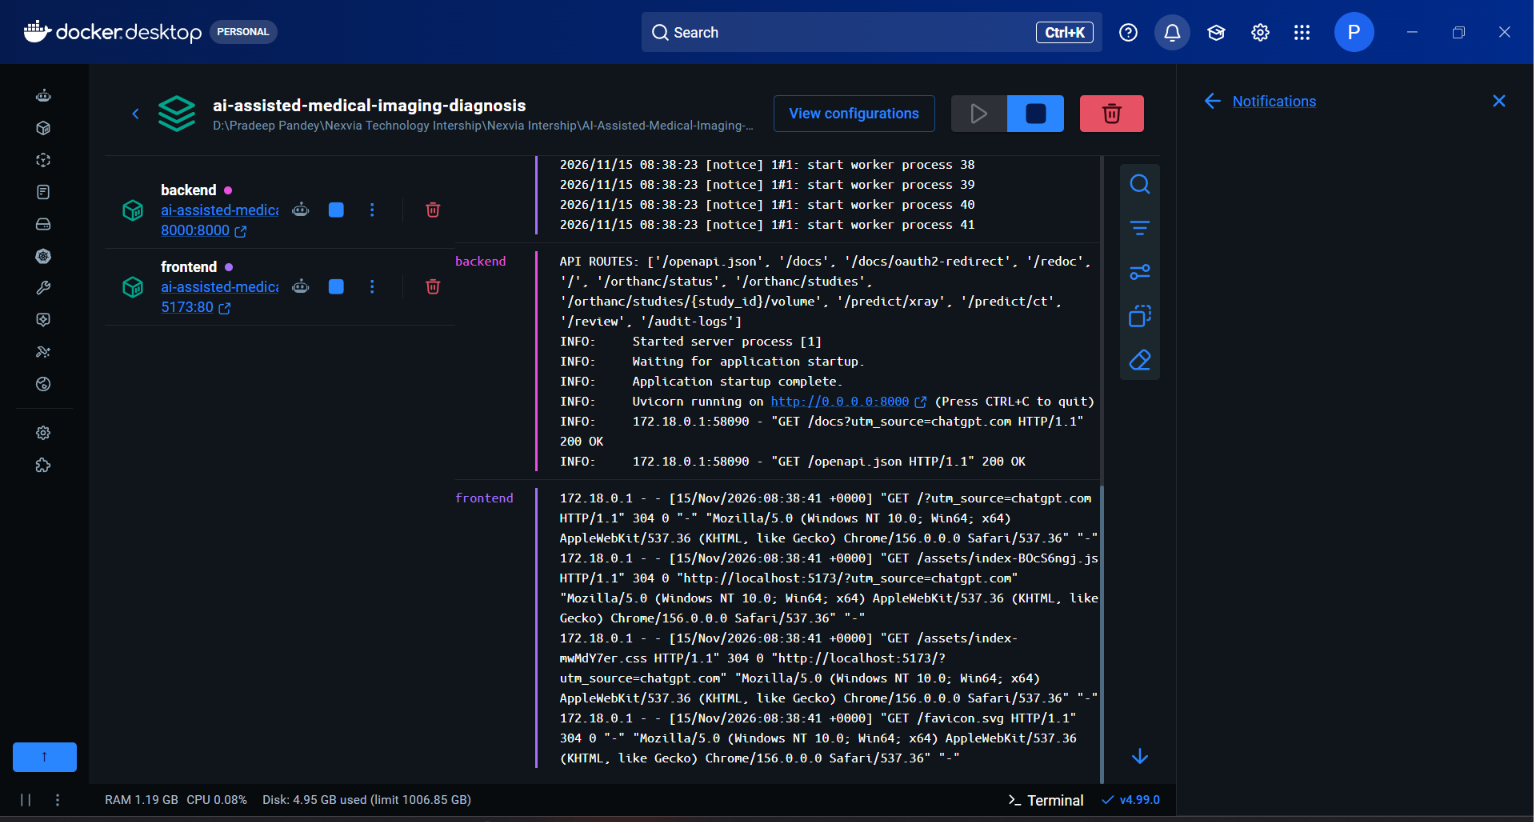 docker desktop PERSONAL
Search
Ctrl+K
P
ai-assisted-medical-imaging-diagnosis
D:\Pradeep Pandey\Nexvia Technology Intership\Nexvia Intership\AI-Assisted-Medical-Imaging-...
View configurations
Notifications
backend
ai-assisted-medica
8000:8000
frontend
ai-assisted-medica
5173:80
2026/11/15 08:38:23 [notice] 1#1: start worker process 38
2026/11/15 08:38:23 [notice] 1#1: start worker process 39
2026/11/15 08:38:23 [notice] 1#1: start worker process 40
2026/11/15 08:38:23 [notice] 1#1: start worker process 41
backend
API ROUTES: ['/openapi.json', '/docs', '/docs/oauth2-redirect', '/redoc',
'/', '/orthanc/status', '/orthanc/studies',
'/orthanc/studies/{study_id}/volume', '/predict/xray', '/predict/ct',
'/review', '/audit-logs']
INFO:     Started server process [1]
INFO:     Waiting for application startup.
INFO:     Application startup complete.
INFO:     Uvicorn running on http://0.0.0.0:8000 (Press CTRL+C to quit)
INFO:     172.18.0.1:58090 - "GET /docs?utm_source=chatgpt.com HTTP/1.1"
200 OK
INFO:     172.18.0.1:58090 - "GET /openapi.json HTTP/1.1" 200 OK
frontend
172.18.0.1 - - [15/Nov/2026:08:38:41 +0000] "GET /?utm_source=chatgpt.com
HTTP/1.1" 304 0 "-" "Mozilla/5.0 (Windows NT 10.0; Win64; x64)
AppleWebKit/537.36 (KHTML, like Gecko) Chrome/156.0.0.0 Safari/537.36" "-"
172.18.0.1 - - [15/Nov/2026:08:38:41 +0000] "GET /assets/index-BOcS6ngj.js
HTTP/1.1" 304 0 "http://localhost:5173/?utm_source=chatgpt.com"
"Mozilla/5.0 (Windows NT 10.0; Win64; x64) AppleWebKit/537.36 (KHTML, like
Gecko) Chrome/156.0.0.0 Safari/537.36" "-"
172.18.0.1 - - [15/Nov/2026:08:38:41 +0000] "GET /assets/index-
mwMdY7er.css HTTP/1.1" 304 0 "http://localhost:5173/?
utm_source=chatgpt.com" "Mozilla/5.0 (Windows NT 10.0; Win64; x64)
AppleWebKit/537.36 (KHTML, like Gecko) Chrome/156.0.0.0 Safari/537.36" "-"
172.18.0.1 - - [15/Nov/2026:08:38:41 +0000] "GET /favicon.svg HTTP/1.1"
304 0 "-" "Mozilla/5.0 (Windows NT 10.0; Win64; x64) AppleWebKit/537.36
(KHTML, like Gecko) Chrome/156.0.0.0 Safari/537.36" "-"
RAM 1.19 GB CPU 0.08% Disk: 4.95 GB used (limit 1006.85 GB)
>_ Terminal
v4.99.0